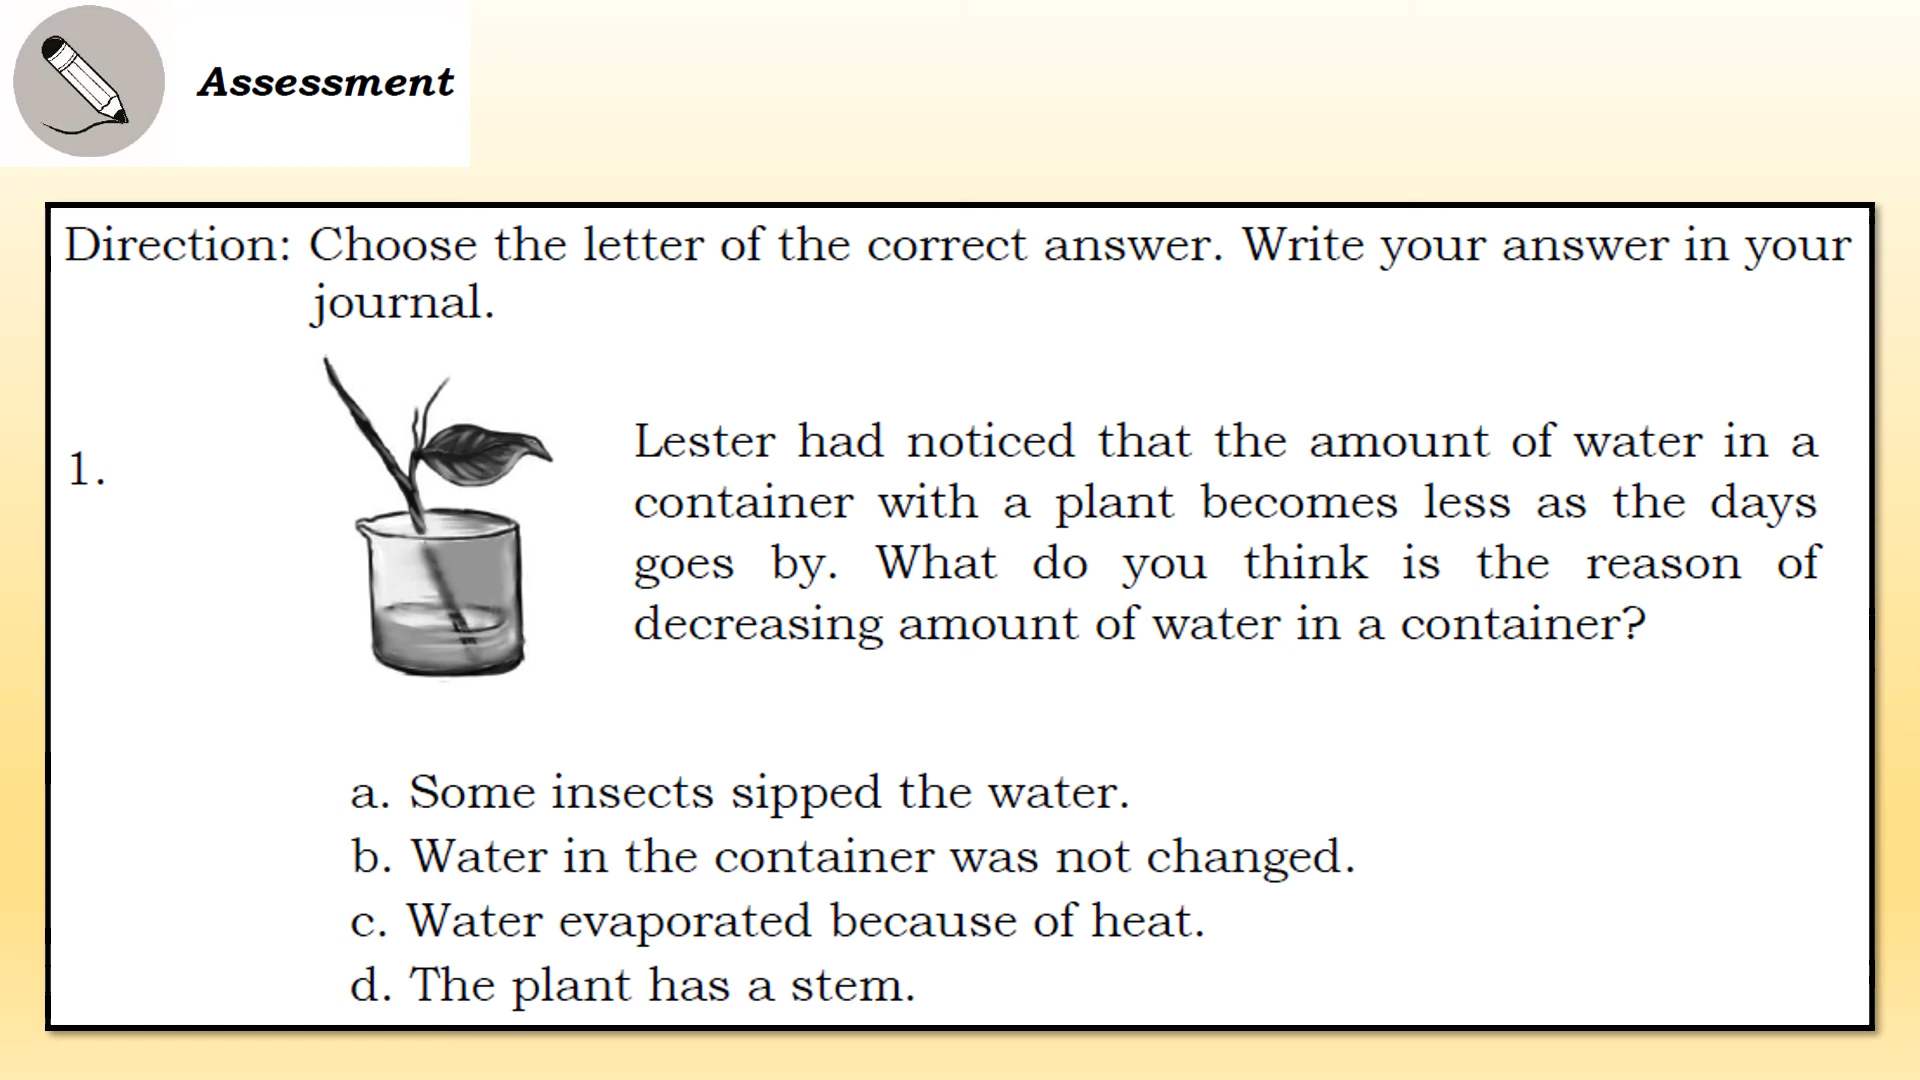 Assessment
Direction: Choose the letter of the correct answer. Write your answer in your
journal.
1.
Lester had noticed that the amount of water in a
container with a plant becomes less as the days
goes by. What do you think is the reason of
decreasing amount of water in a container?
a. Some insects sipped the water.
b. Water in the container was not changed.
c. Water evaporated because of heat.
d. The plant has a stem.